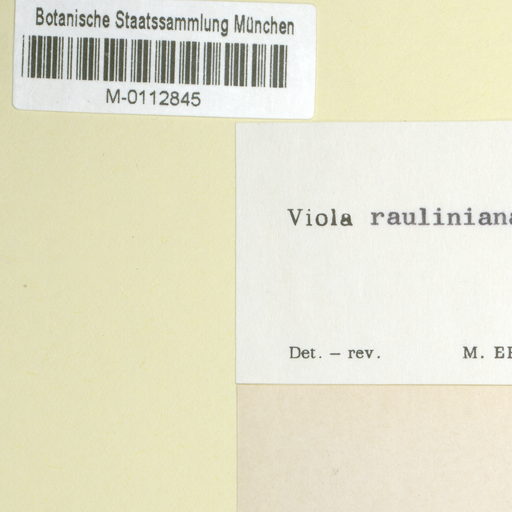 Botanische Staatssammlung München
M-0112845
Viola rauliniana
Det. – rev. M.